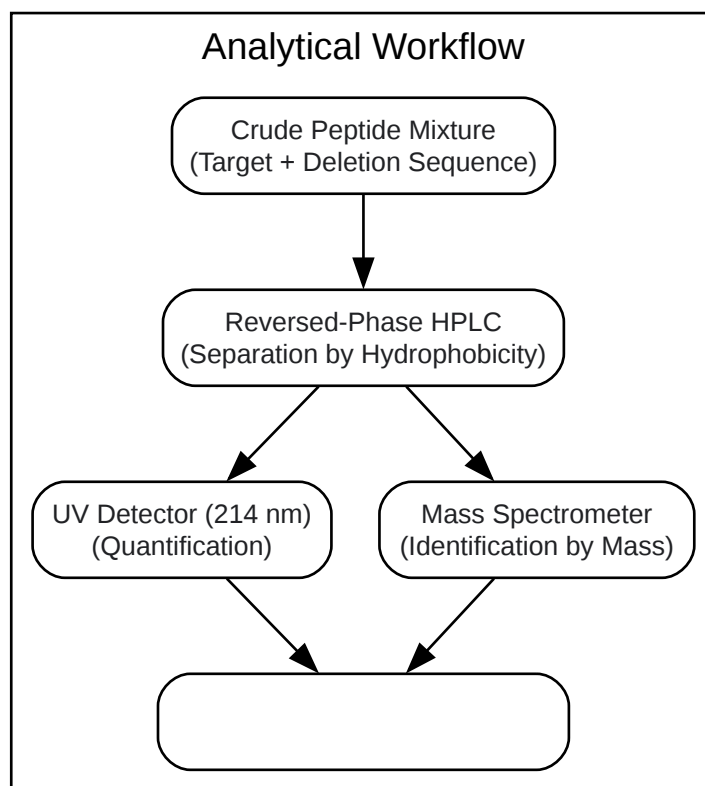 Analytical Workflow
Crude Peptide Mixture
(Target + Deletion Sequence)
Reversed-Phase HPLC
(Separation by Hydrophobicity)
UV Detector (214 nm)
(Quantification)
Mass Spectrometer
(Identification by Mass)